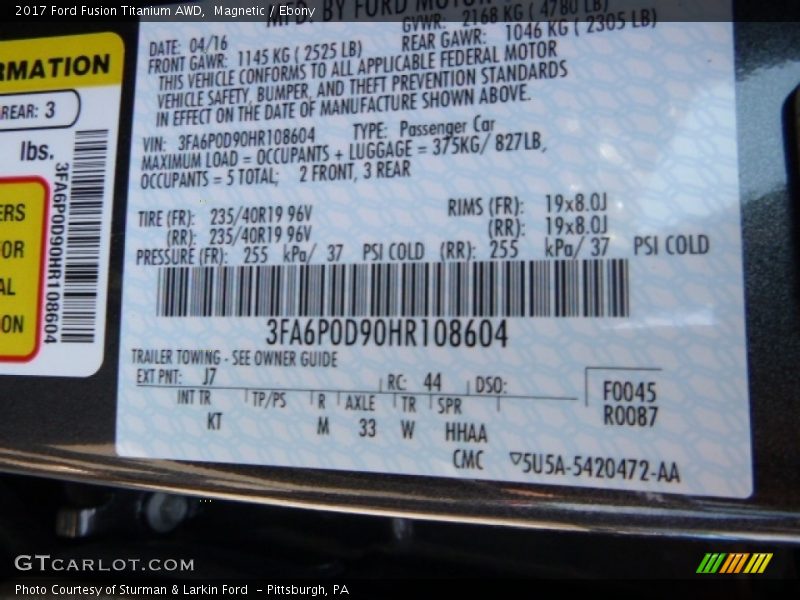 2017 Ford Fusion Titanium AWD, Magnetic / Ebony
MFD. BY FORD MOTOR
GVWR: 2168 KG ( 4780 LB)
DATE: 04/16
REAR GAWR: 1046 KG ( 2305 LB)
FRONT GAWR: 1145 KG ( 2525 LB)
THIS VEHICLE CONFORMS TO ALL APPLICABLE FEDERAL MOTOR
VEHICLE SAFETY, BUMPER, AND THEFT PREVENTION STANDARDS
IN EFFECT ON THE DATE OF MANUFACTURE SHOWN ABOVE.
VIN: 3FA6P0D90HR108604 TYPE: Passenger Car
MAXIMUM LOAD = OCCUPANTS + LUGGAGE = 375KG/ 827LB,
OCCUPANTS = 5 TOTAL; 2 FRONT, 3 REAR
TIRE (FR): 235/40R19 96V RIMS (FR): 19x8.0J
(RR): 235/40R19 96V (RR): 19x8.0J
PRESSURE (FR): 255 kPa/ 37 PSI COLD (RR): 255 kPa/ 37 PSI COLD
3FA6P0D90HR108604
TRAILER TOWING - SEE OWNER GUIDE
EXT PNT: J7 RC: 44 DSO: F0045
INT TR TP/PS R AXLE TR SPR R0087
KT M 33 W HHAA
CMC ▽5U5A-5420472-AA
RMATION
REAR: 3
lbs.
3FA6P0D90HR108604
ERS
OR
AL
ON
GTCARLOT.COM
Photo Courtesy of Sturman & Larkin Ford - Pittsburgh, PA